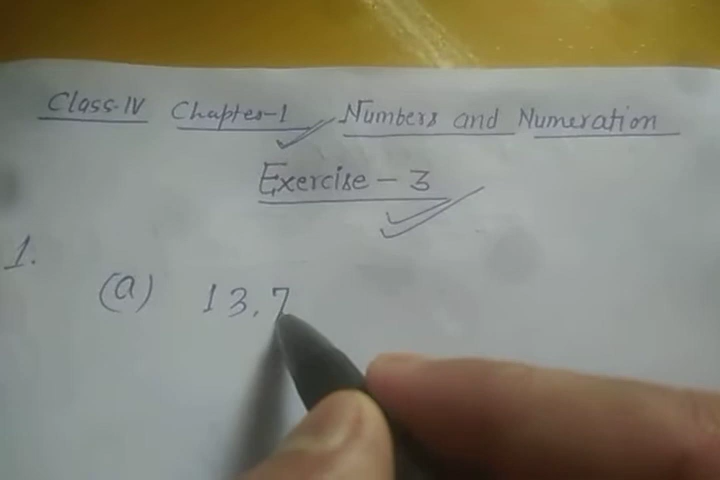 Class-IV Chapter-1 Numbers and Numeration
Exercise - 3
1.
(a) 13,7